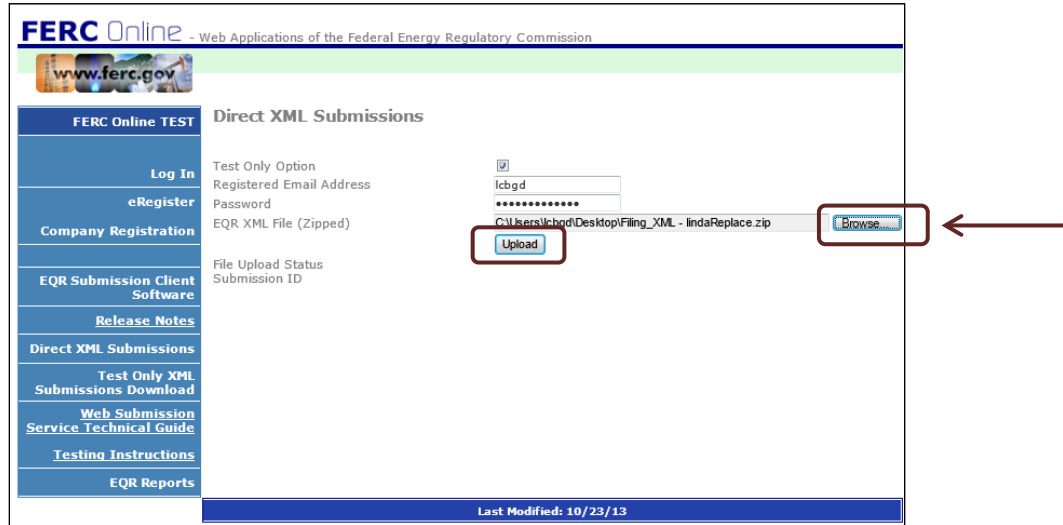 FERC Online - Web Applications of the Federal Energy Regulatory Commission
www.ferc.gov
FERC Online TEST
Log In
eRegister
Company Registration
EQR Submission Client
Software
Release Notes
Direct XML Submissions
Test Only XML
Submissions Download
Web Submission
Service Technical Guide
Testing Instructions
EQR Reports
Direct XML Submissions
Test Only Option
Registered Email Address lcbgd
Password •••••••••••••
EQR XML File (Zipped) C:\Users\lcbgd\Desktop\Filing_XML - lindaReplace.zip Browse...
Upload
File Upload Status
Submission ID
Last Modified: 10/23/13